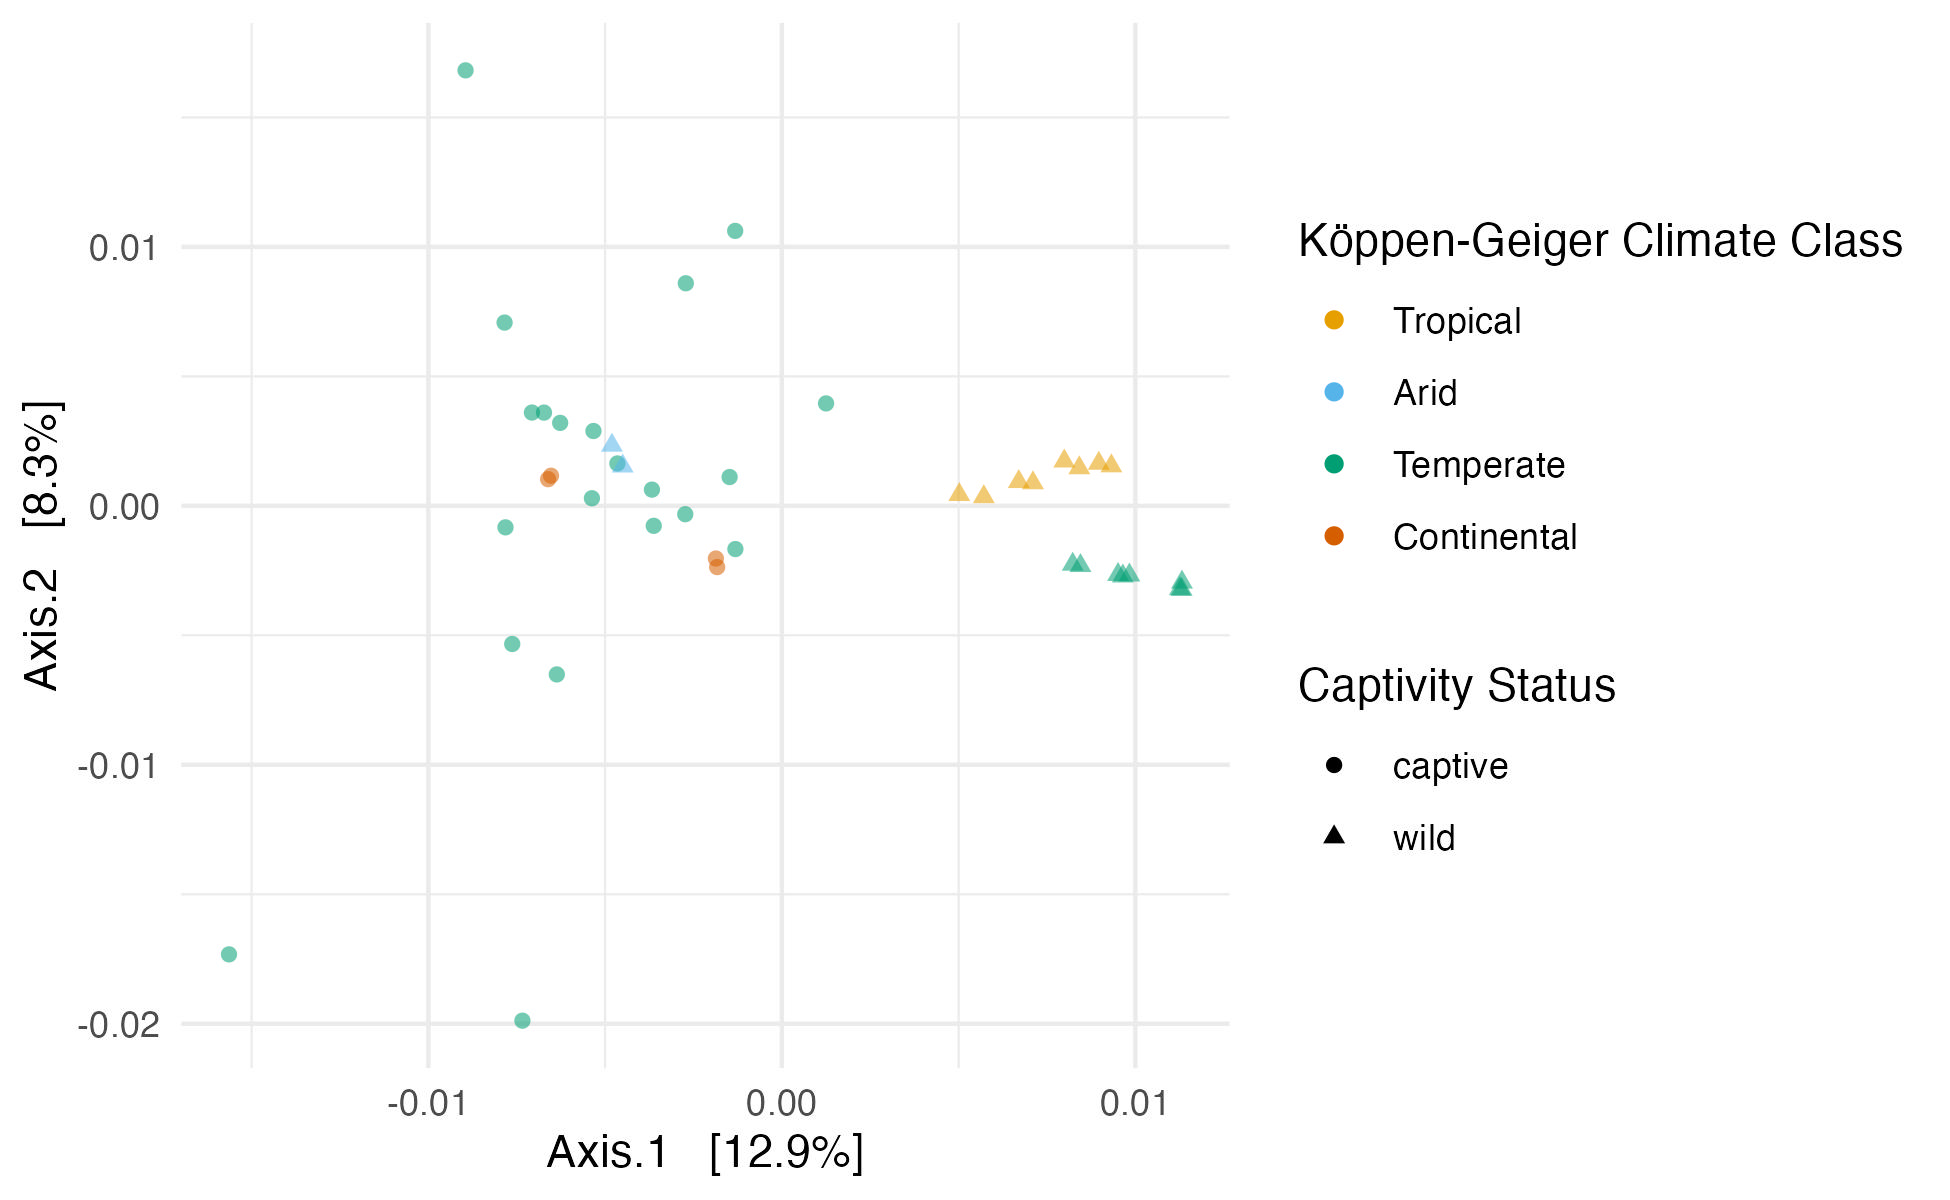 0.01
0.00
-0.01
-0.02
Axis.2 [8.3%]
-0.01
0.00
0.01
Axis.1 [12.9%]
Köppen-Geiger Climate Class
Tropical
Arid
Temperate
Continental
Captivity Status
captive
wild